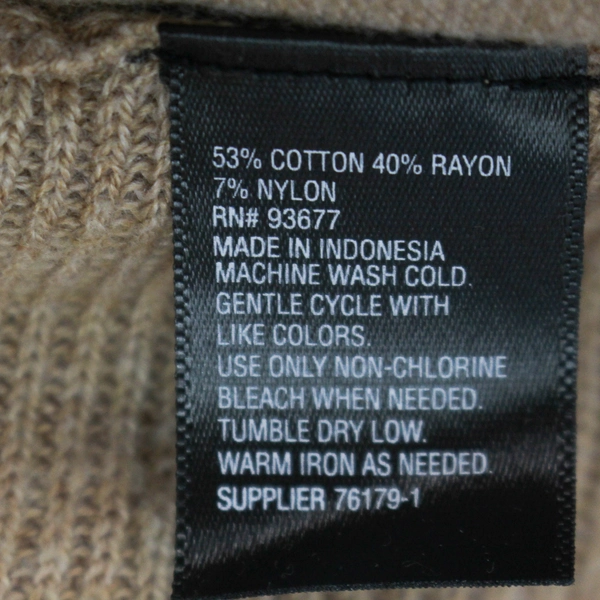 53% COTTON 40% RAYON
7% NYLON
RN# 93677
MADE IN INDONESIA
MACHINE WASH COLD.
GENTLE CYCLE WITH
LIKE COLORS.
USE ONLY NON-CHLORINE
BLEACH WHEN NEEDED.
TUMBLE DRY LOW.
WARM IRON AS NEEDED.
SUPPLIER 76179-1